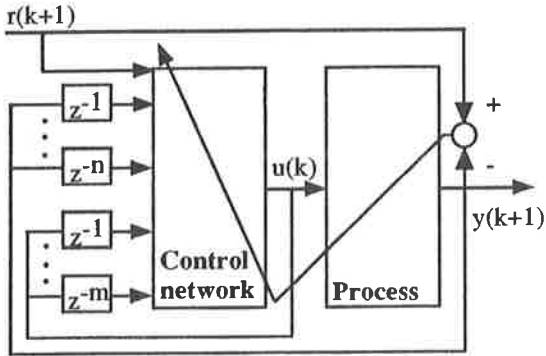 r(k+1)
z-1
z-n
z-1
z-m
Control
network
u(k)
Process
+
-
y(k+1)